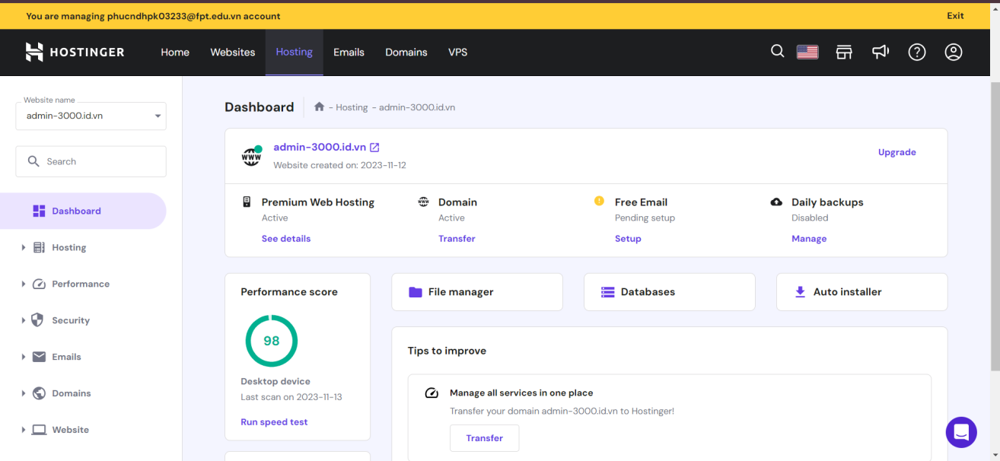 You are managing phucndhpk03233@fpt.edu.vn account
Exit
HOSTINGER
Home
Websites
Hosting
Emails
Domains
VPS
Website name
admin-3000.id.vn
Search
Dashboard
Hosting
Performance
Security
Emails
Domains
Website
Dashboard
- Hosting - admin-3000.id.vn
www
admin-3000.id.vn
Website created on: 2023-11-12
Upgrade
Premium Web Hosting
Active
See details
www
Domain
Active
Transfer
Free Email
Pending setup
Setup
Daily backups
Disabled
Manage
Performance score
98
Desktop device
Last scan on 2023-11-13
Run speed test
File manager
Databases
Auto installer
Tips to improve
Manage all services in one place
Transfer your domain admin-3000.id.vn to Hostinger!
Transfer